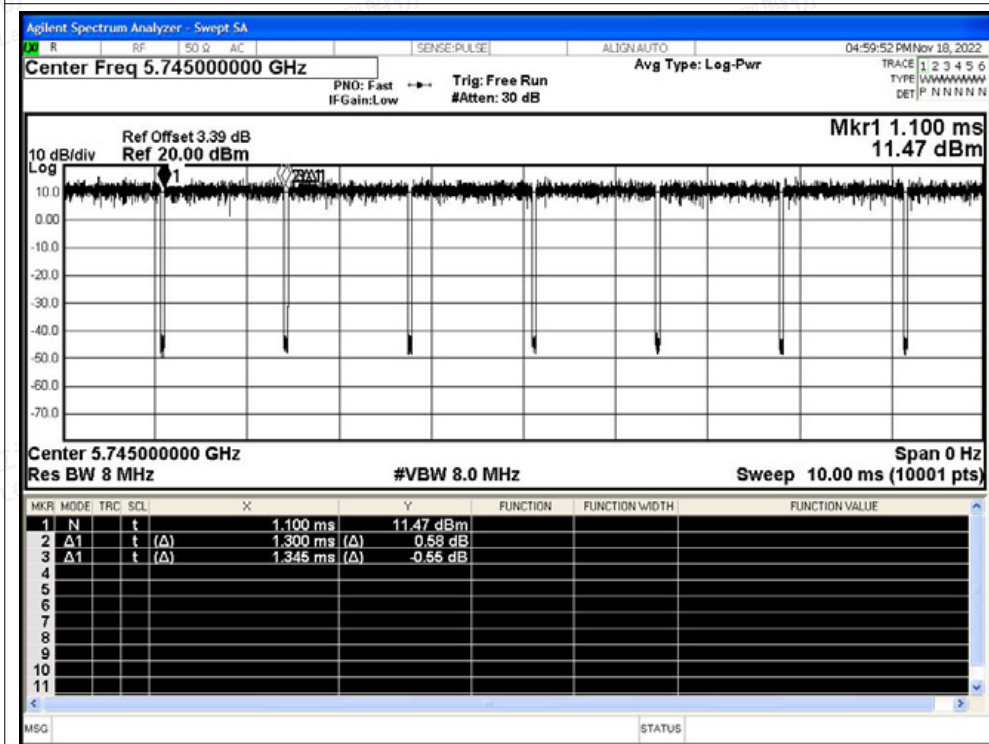 Agilent Spectrum Analyzer - Swept SA
LXI R RF 50 Ω AC SENSE:PULSE ALIGN AUTO 04:59:52 PM Nov 18, 2022
Center Freq 5.745000000 GHz Avg Type: Log-Pwr TRACE 1 2 3 4 5 6
PNO: Fast Trig: Free Run TYPE WWWWWW
IFGain:Low #Atten: 30 dB DET P N N N N N
Mkr1 1.100 ms
Ref Offset 3.39 dB
10 dB/div Ref 20.00 dBm 11.47 dBm
Log
1
10.0
0.00
-10.0
-20.0
-30.0
-40.0
-50.0
-60.0
-70.0
Center 5.745000000 GHz Span 0 Hz
Res BW 8 MHz #VBW 8.0 MHz Sweep 10.00 ms (10001 pts)
MKR MODE TRC SCL X Y FUNCTION FUNCTION WIDTH FUNCTION VALUE
1 N t 1.100 ms 11.47 dBm
2 Δ1 t (Δ) 1.300 ms (Δ) 0.58 dB
3 Δ1 t (Δ) 1.345 ms (Δ) -0.55 dB
4
5
6
7
8
9
10
11
MSG STATUS